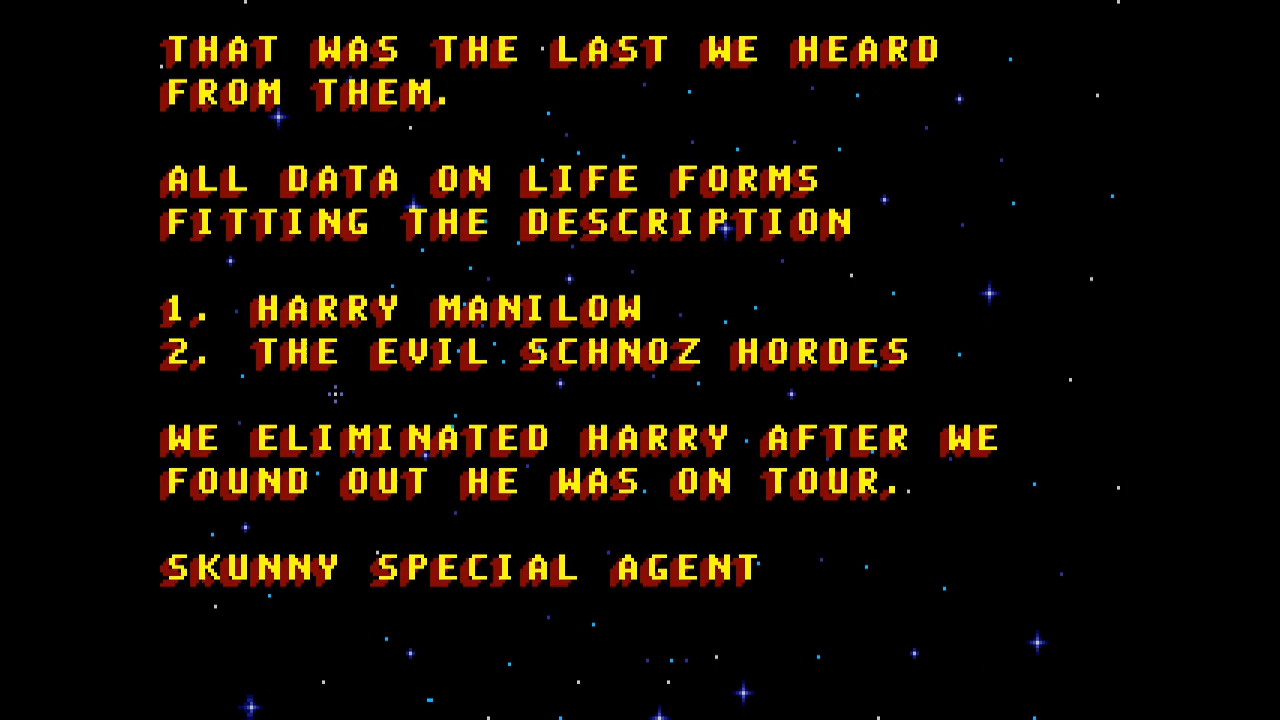 THAT WAS THE LAST WE HEARD
FROM THEM.
ALL DATA ON LIFE FORMS
FITTING THE DESCRIPTION
1. HARRY MANILOW
2. THE EVIL SCHNOZ HORDES
WE ELIMINATED HARRY AFTER WE
FOUND OUT HE WAS ON TOUR.
SKUNNY SPECIAL AGENT